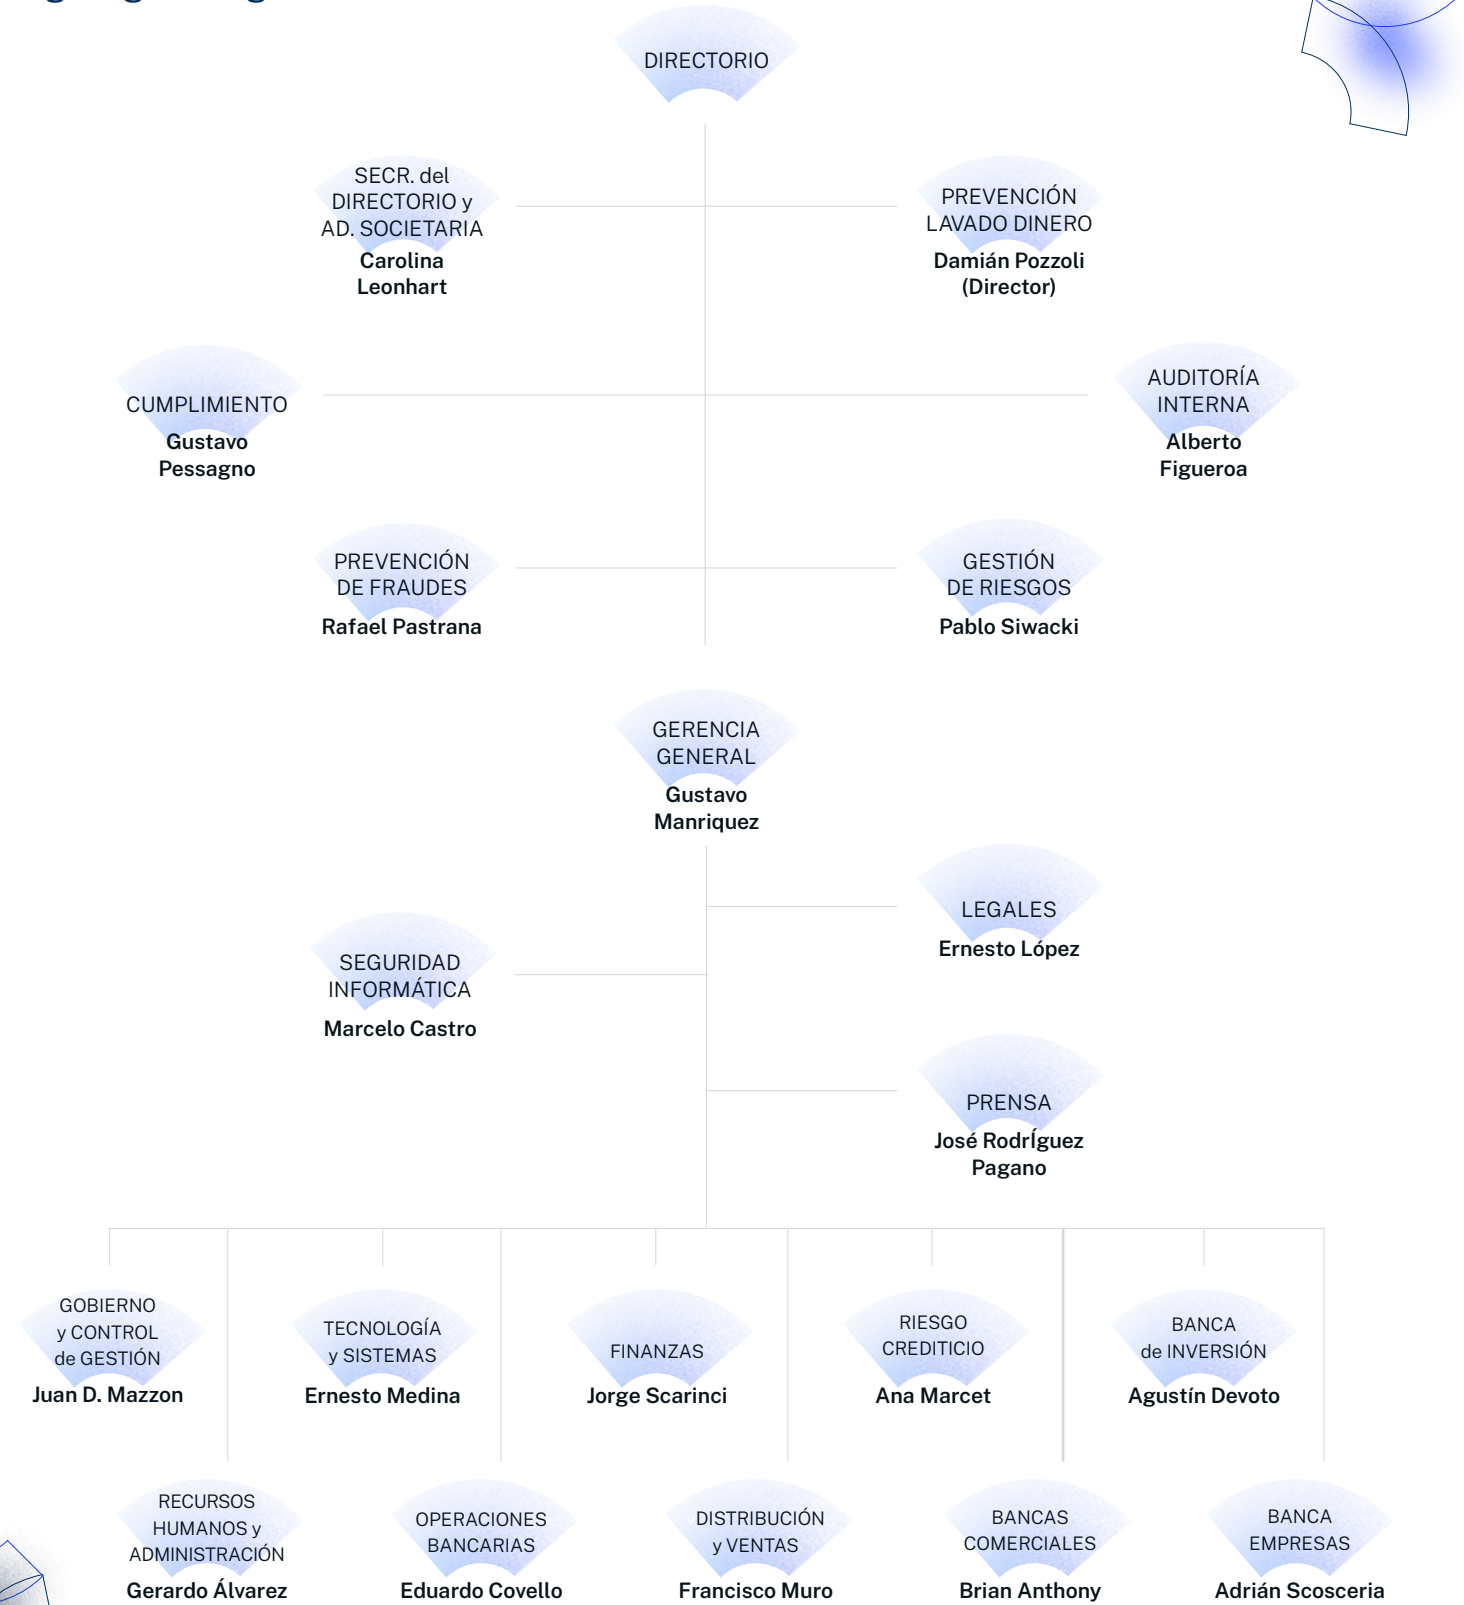 DIRECTORIO
SECR. del
DIRECTORIO y
AD. SOCIETARIA
Carolina
Leonhart
PREVENCIÓN
LAVADO DINERO
Damián Pozzoli
(Director)
CUMPLIMIENTO
Gustavo
Pessagno
AUDITORÍA
INTERNA
Alberto
Figueroa
PREVENCIÓN
DE FRAUDES
Rafael Pastrana
GESTIÓN
DE RIESGOS
Pablo Siwacki
GERENCIA
GENERAL
Gustavo
Manriquez
LEGALES
Ernesto López
SEGURIDAD
INFORMÁTICA
Marcelo Castro
PRENSA
José RodrÍguez
Pagano
GOBIERNO
y CONTROL
de GESTIÓN
Juan D. Mazzon
TECNOLOGÍA
y SISTEMAS
Ernesto Medina
FINANZAS
Jorge Scarinci
RIESGO
CREDITICIO
Ana Marcet
BANCA
de INVERSIÓN
Agustín Devoto
RECURSOS
HUMANOS y
ADMINISTRACIÓN
Gerardo Álvarez
OPERACIONES
BANCARIAS
Eduardo Covello
DISTRIBUCIÓN
y VENTAS
Francisco Muro
BANCAS
COMERCIALES
Brian Anthony
BANCA
EMPRESAS
Adrián Scosceria